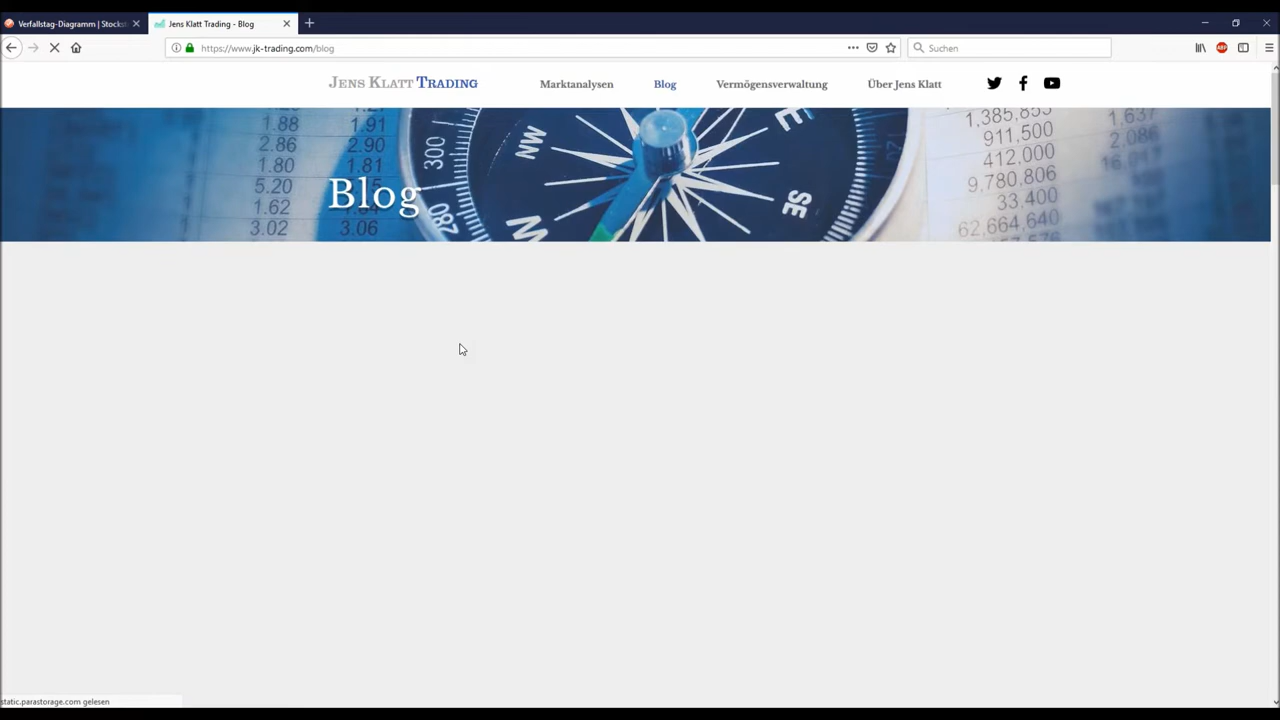 Verfallstag-Diagramm | Stocks
Jens Klatt Trading - Blog
https://www.jk-trading.com/blog
Suchen
ABP
JENS KLATT TRADING
Marktanalysen
Blog
Vermögensverwaltung
Über Jens Klatt
1.88 1.91
2.86 2.90
1.80 1.81
5.20
1.62
3.02 3.06
300
280
NW
W
E
SE
Blog
1,385,855
911,500
412,000
9,780,806
33,400
62,664,640
1,637
2,086
static.parastorage.com gelesen